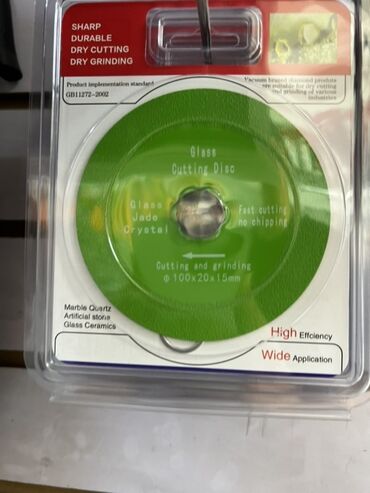 SHARP
DURABLE
DRY CUTTING
DRY GRINDING
Product implementation standard
GB11272-2002
Vacuum brazed diamond produts
are suitable for dry cutting
and grinding of various
industries
Glass
Cutting Disc
Glass
Jade
Crystal
Fast cutting
no chipping
Cutting and grinding
Φ100x20x15mm
Marble Quartz
Artificial stone
Glass Ceramics
High Effciency
Wide Application